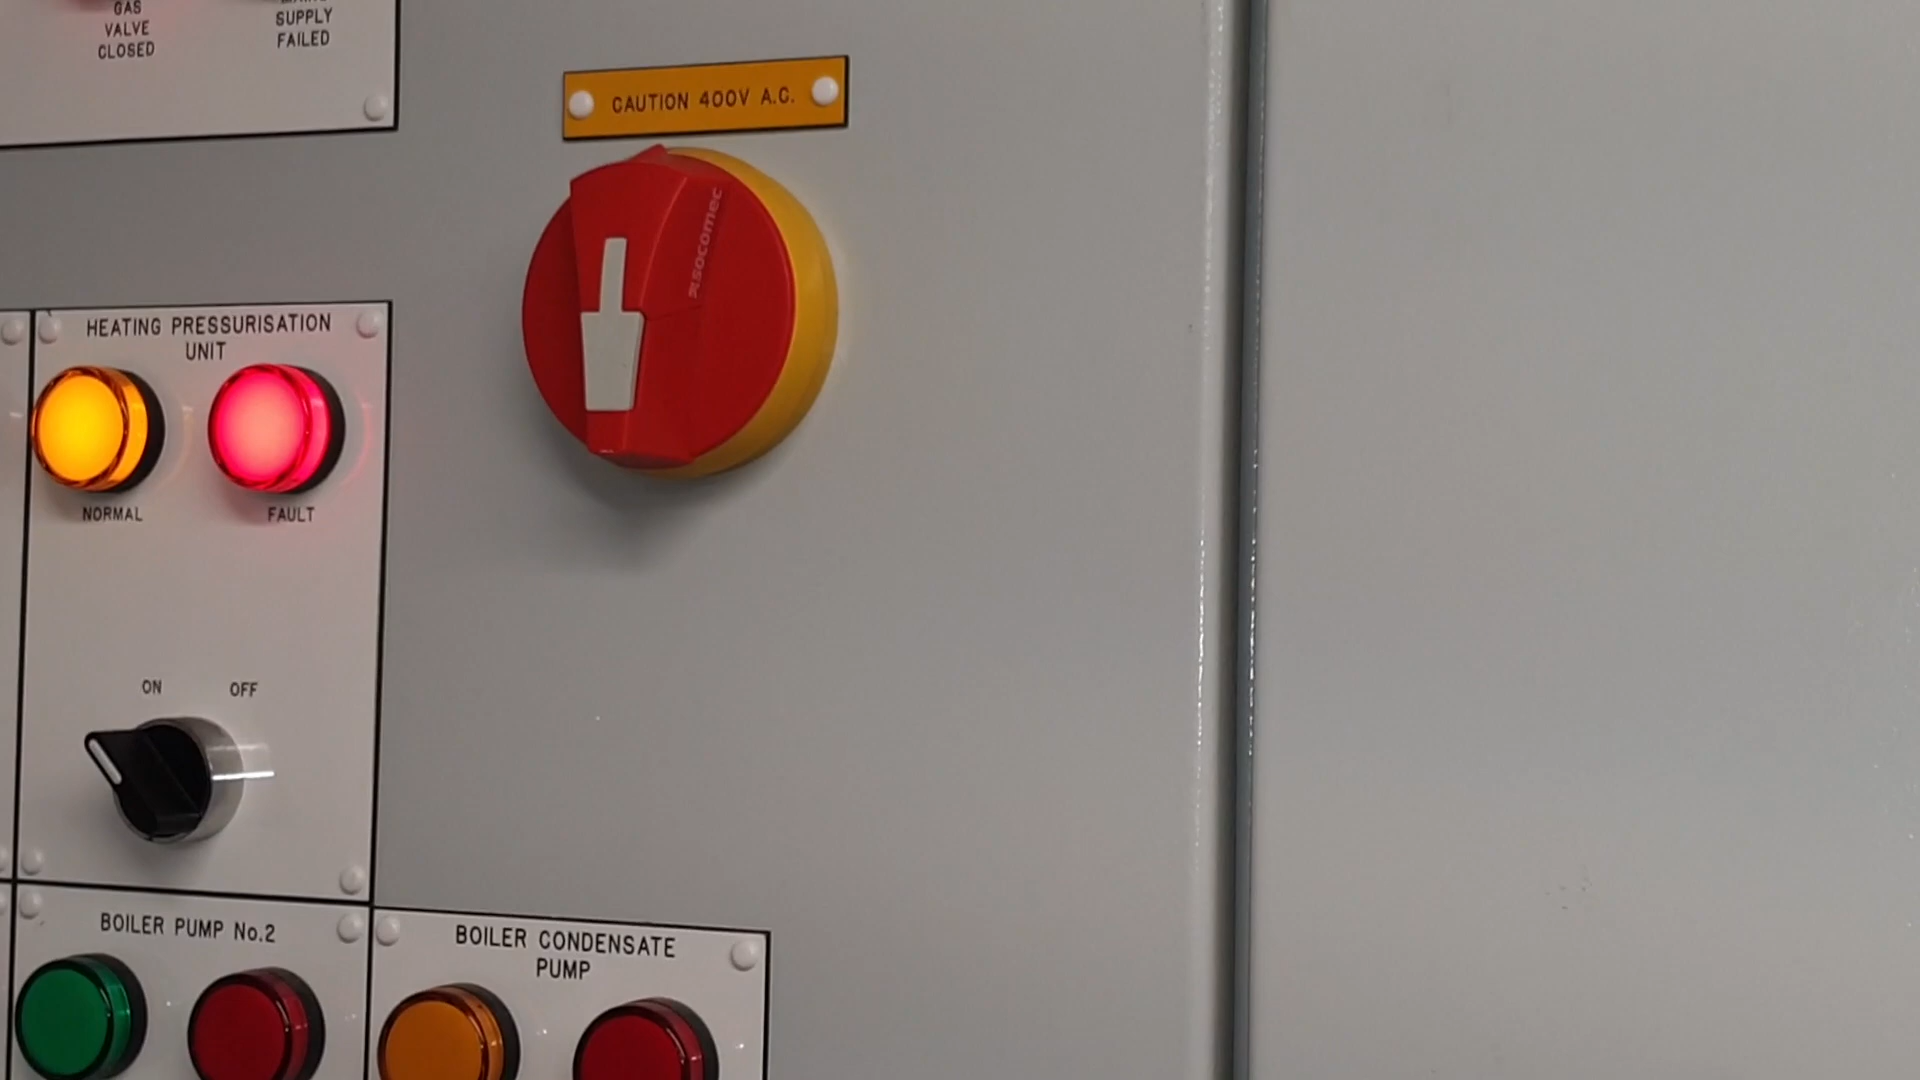 GAS
VALVE
CLOSED
SUPPLY
FAILED
CAUTION 400V A.C.
socomec
HEATING PRESSURISATION
UNIT
NORMAL
FAULT
ON
OFF
BOILER PUMP No.2
BOILER CONDENSATE
PUMP